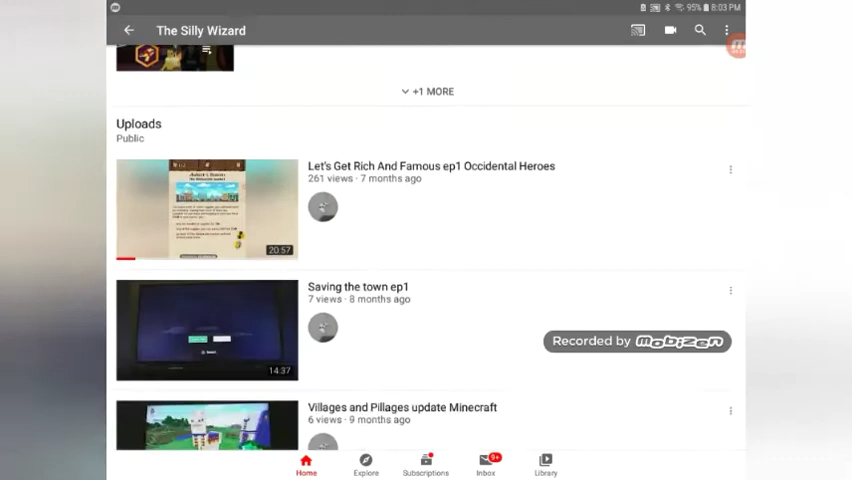 95% 8:03 PM
The Silly Wizard
+1 MORE
Uploads
Public
Let's Get Rich And Famous ep1 Occidental Heroes
261 views · 7 months ago
20:57
Saving the town ep1
7 views · 8 months ago
14:37
Recorded by MOBIZEN
Villages and Pillages update Minecraft
6 views · 9 months ago
9+
Home Explore Subscriptions Inbox Library